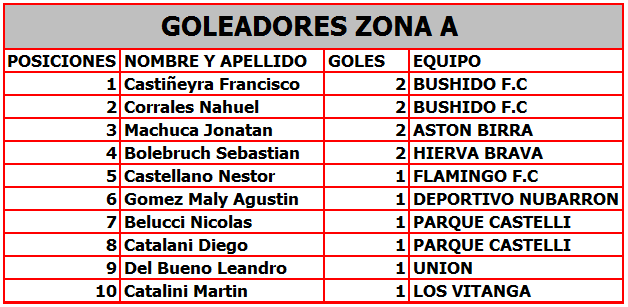 GOLEADORES ZONA A
POSICIONES NOMBRE Y APELLIDO GOLES EQUIPO
1 Castiñeyra Francisco 2 BUSHIDO F.C
2 Corrales Nahuel 2 BUSHIDO F.C
3 Machuca Jonatan 2 ASTON BIRRA
4 Bolebruch Sebastian 2 HIERVA BRAVA
5 Castellano Nestor 1 FLAMINGO F.C
6 Gomez Maly Agustin 1 DEPORTIVO NUBARRON
7 Belucci Nicolas 1 PARQUE CASTELLI
8 Catalani Diego 1 PARQUE CASTELLI
9 Del Bueno Leandro 1 UNION
10 Catalini Martin 1 LOS VITANGA